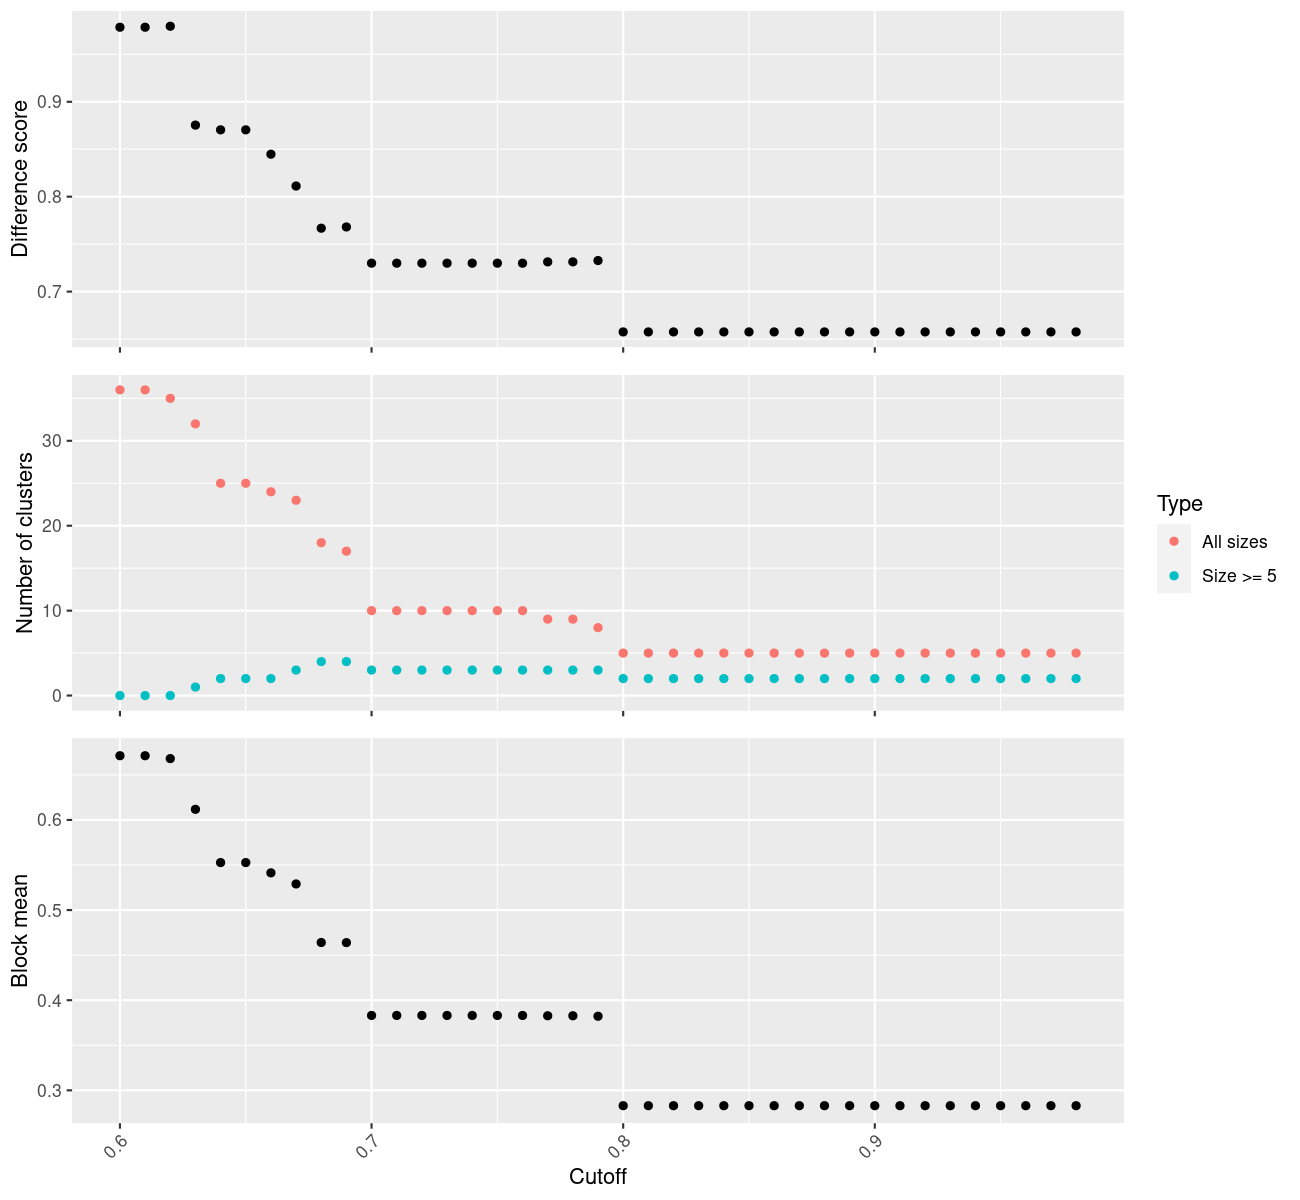 Difference score
0.9
0.8
0.7
Number of clusters
30
20
10
0
Type
All sizes
Size >= 5
Block mean
0.6
0.5
0.4
0.3
0.6
0.7
0.8
0.9
Cutoff